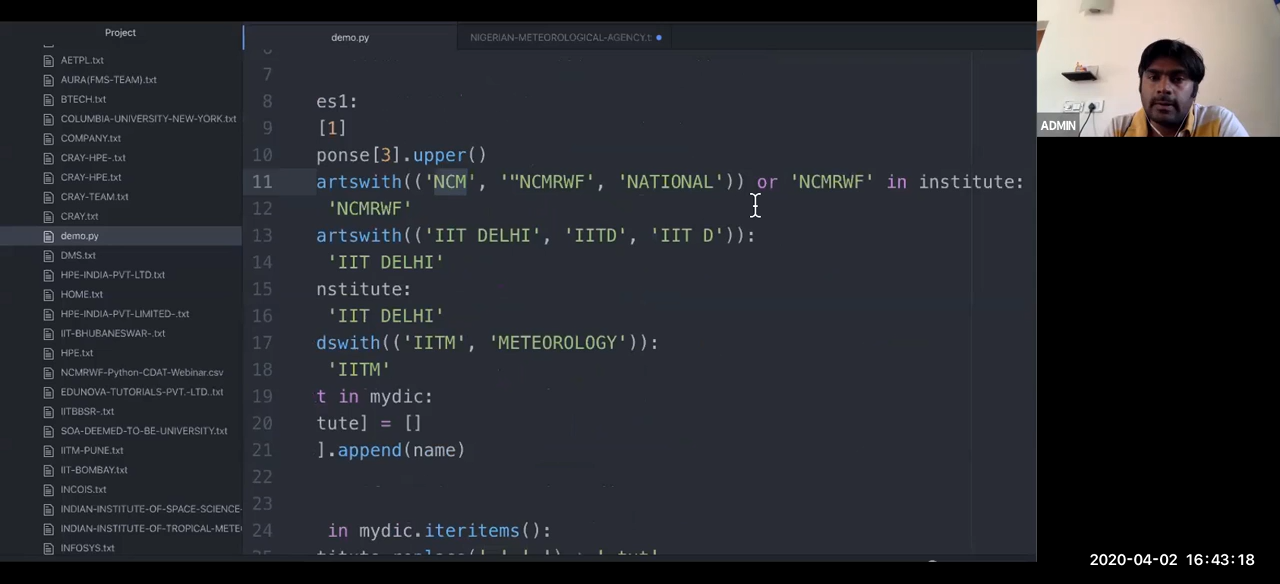 Project
demo.py
NIGERIAN-METEOROLOGICAL-AGENCY.t
AETPL.txt
AURA(FMS-TEAM).txt
BTECH.txt
COLUMBIA-UNIVERSITY-NEW-YORK.txt
COMPANY.txt
CRAY-HPE-.txt
CRAY-HPE.txt
CRAY-TEAM.txt
CRAY.txt
demo.py
DMS.txt
HPE-INDIA-PVT-LTD.txt
HOME.txt
HPE-INDIA-PVT-LIMITED-.txt
IIT-BHUBANESWAR-.txt
HPE.txt
NCMRWF-Python-CDAT-Webinar.csv
EDUNOVA-TUTORIALS-PVT.-LTD..txt
IITBBSR-.txt
SOA-DEEMED-TO-BE-UNIVERSITY.txt
IITM-PUNE.txt
IIT-BOMBAY.txt
INCOIS.txt
INDIAN-INSTITUTE-OF-SPACE-SCIENCE-
INDIAN-INSTITUTE-OF-TROPICAL-METEO
INFOSYS.txt
7
8 es1:
9 [1]
10 ponse[3].upper()
11 artswith(('NCM', '"NCMRWF', 'NATIONAL')) or 'NCMRWF' in institute:
12 'NCMRWF'
13 artswith(('IIT DELHI', 'IITD', 'IIT D')):
14 'IIT DELHI'
15 nstitute:
16 'IIT DELHI'
17 dswith(('IITM', 'METEOROLOGY')):
18 'IITM'
19 t in mydic:
20 tute] = []
21 ].append(name)
22
23
24 in mydic.iteritems():
ADMIN
2020-04-02 16:43:18